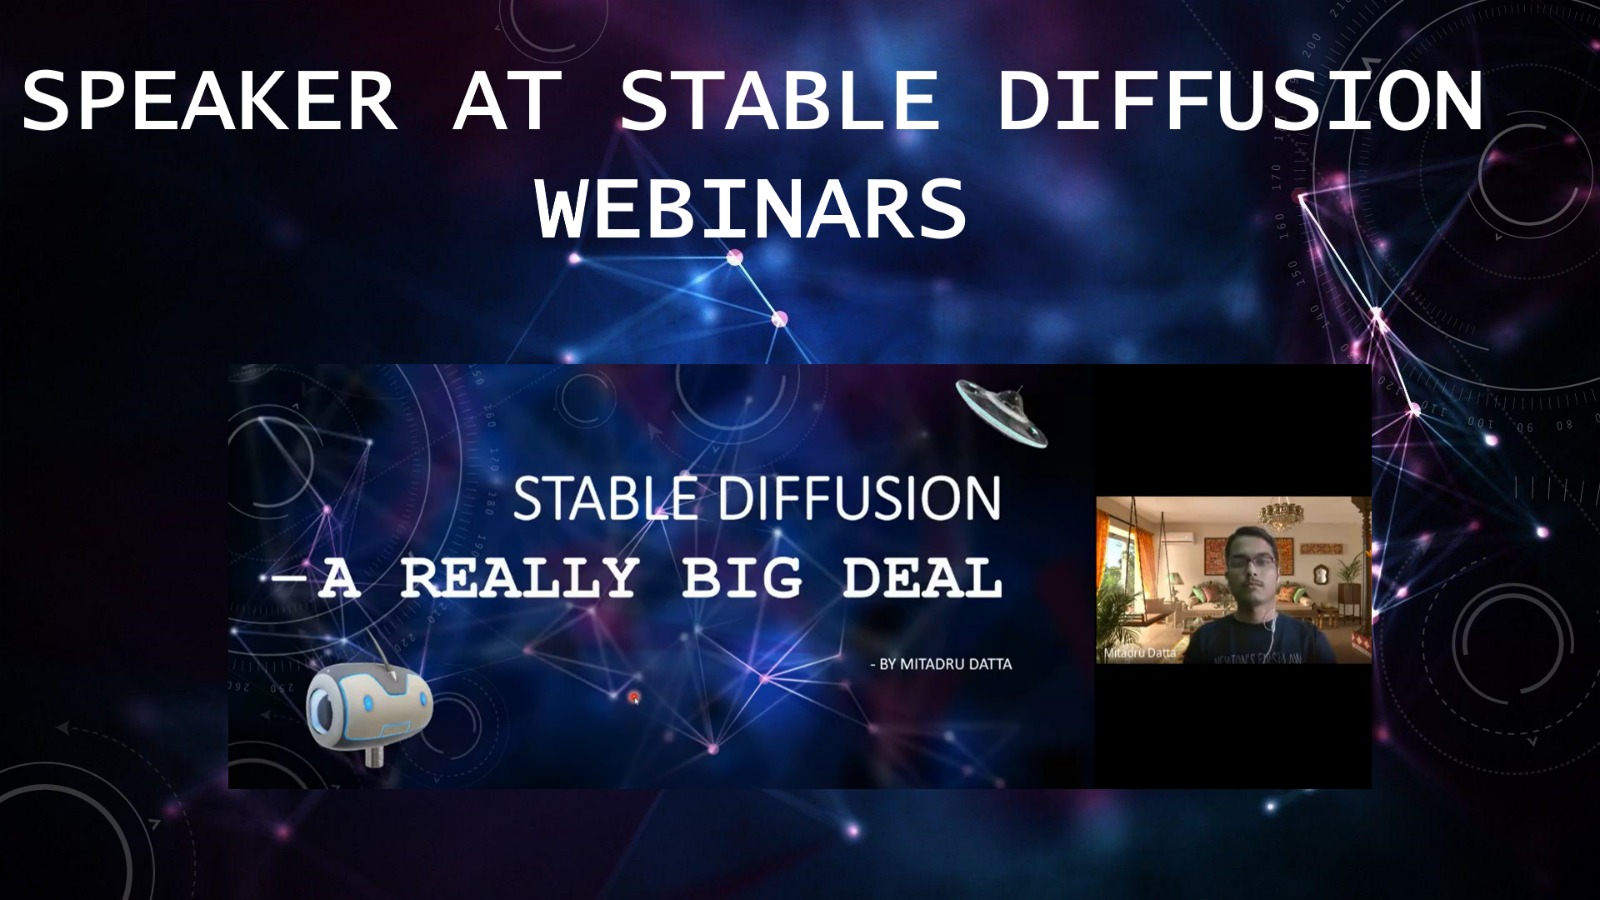 SPEAKER AT STABLE DIFFUSION
WEBINARS
STABLE DIFFUSION
–A REALLY BIG DEAL
- BY MITADRU DATTA
Mitadru Datta